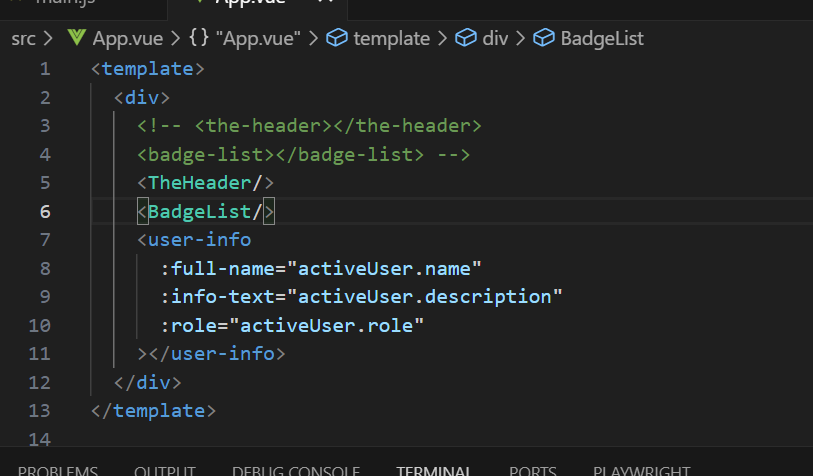 main.js App.vue
src > App.vue > {} "App.vue" > template > div > BadgeList
1 <template>
2 <div>
3 <!-- <the-header></the-header>
4 <badge-list></badge-list> -->
5 <TheHeader/>
6 <BadgeList/>
7 <user-info
8 :full-name="activeUser.name"
9 :info-text="activeUser.description"
10 :role="activeUser.role"
11 ></user-info>
12 </div>
13 </template>
14
PROBLEMS OUTPUT DEBUG CONSOLE TERMINAL PORTS PLAYWRIGHT